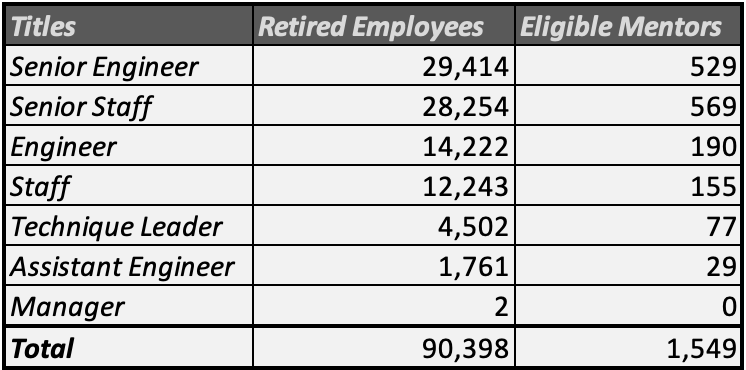 Titles Retired Employees Eligible Mentors
Senior Engineer 29,414 529
Senior Staff 28,254 569
Engineer 14,222 190
Staff 12,243 155
Technique Leader 4,502 77
Assistant Engineer 1,761 29
Manager 2 0
Total 90,398 1,549